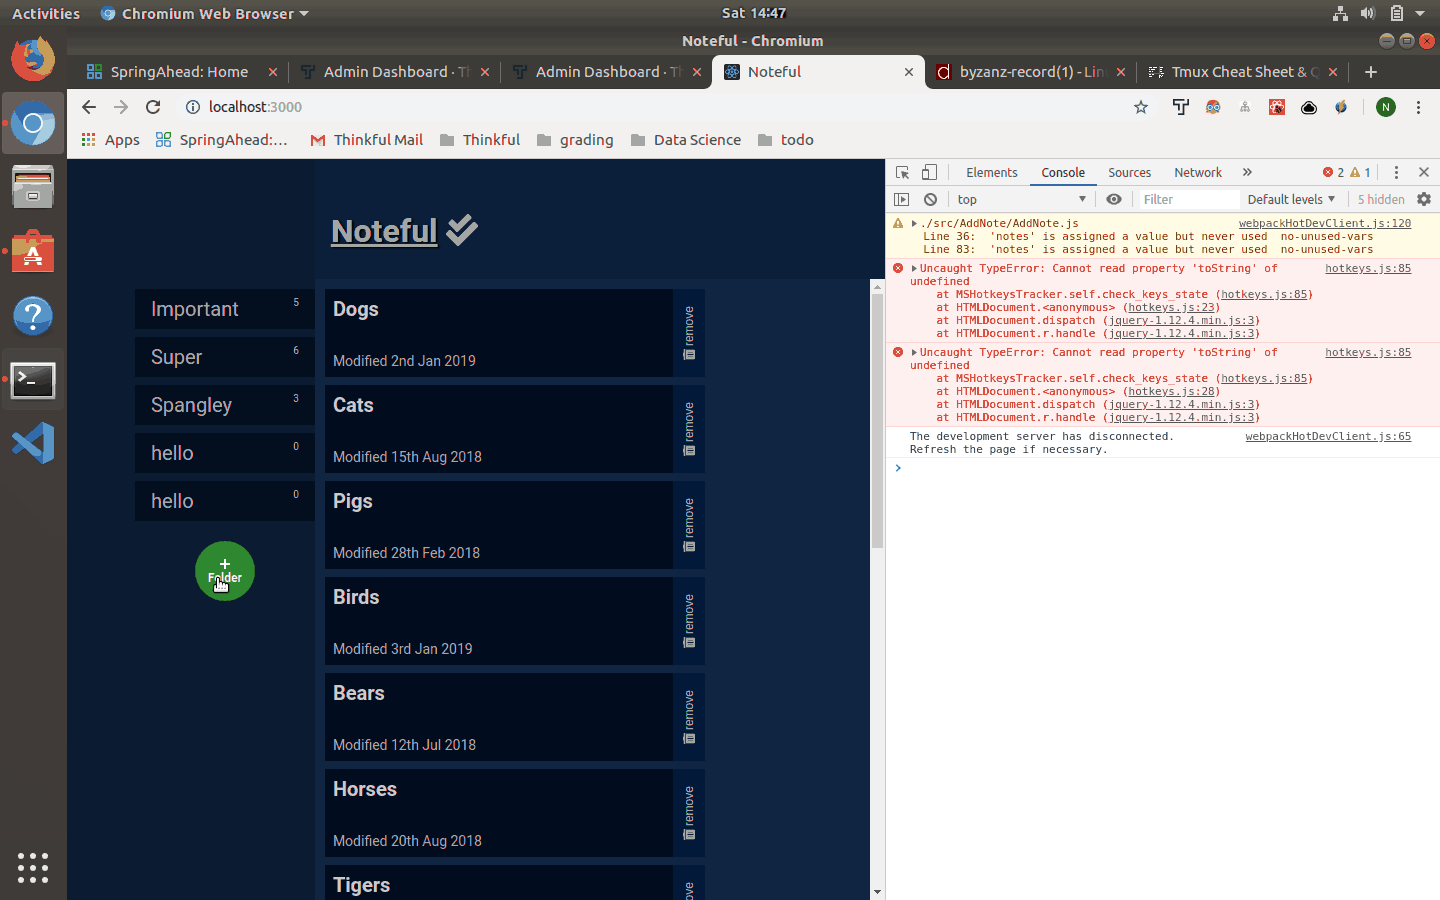 Activities Chromium Web Browser Sat 14:47
Noteful - Chromium
SpringAhead: Home Admin Dashboard · Th Admin Dashboard · Th Noteful byzanz-record(1) - Lin Tmux Cheat Sheet & Q
localhost:3000 N
Apps SpringAhead:... Thinkful Mail Thinkful grading Data Science todo
Noteful
Important 5
Super 6
Spangley 3
hello 0
hello 0
+
Folder
Dogs
Modified 2nd Jan 2019
remove
Cats
Modified 15th Aug 2018
remove
Pigs
Modified 28th Feb 2018
remove
Birds
Modified 3rd Jan 2019
remove
Bears
Modified 12th Jul 2018
remove
Horses
Modified 20th Aug 2018
remove
Tigers
Elements Console Sources Network » 2 1
top Filter Default levels 5 hidden
./src/AddNote/AddNote.js webpackHotDevClient.js:120
Line 36: 'notes' is assigned a value but never used no-unused-vars
Line 83: 'notes' is assigned a value but never used no-unused-vars
Uncaught TypeError: Cannot read property 'toString' of hotkeys.js:85
undefined
at MSHotkeysTracker.self.check_keys_state (hotkeys.js:85)
at HTMLDocument.<anonymous> (hotkeys.js:23)
at HTMLDocument.dispatch (jquery-1.12.4.min.js:3)
at HTMLDocument.r.handle (jquery-1.12.4.min.js:3)
Uncaught TypeError: Cannot read property 'toString' of hotkeys.js:85
undefined
at MSHotkeysTracker.self.check_keys_state (hotkeys.js:85)
at HTMLDocument.<anonymous> (hotkeys.js:28)
at HTMLDocument.dispatch (jquery-1.12.4.min.js:3)
at HTMLDocument.r.handle (jquery-1.12.4.min.js:3)
The development server has disconnected. webpackHotDevClient.js:65
Refresh the page if necessary.